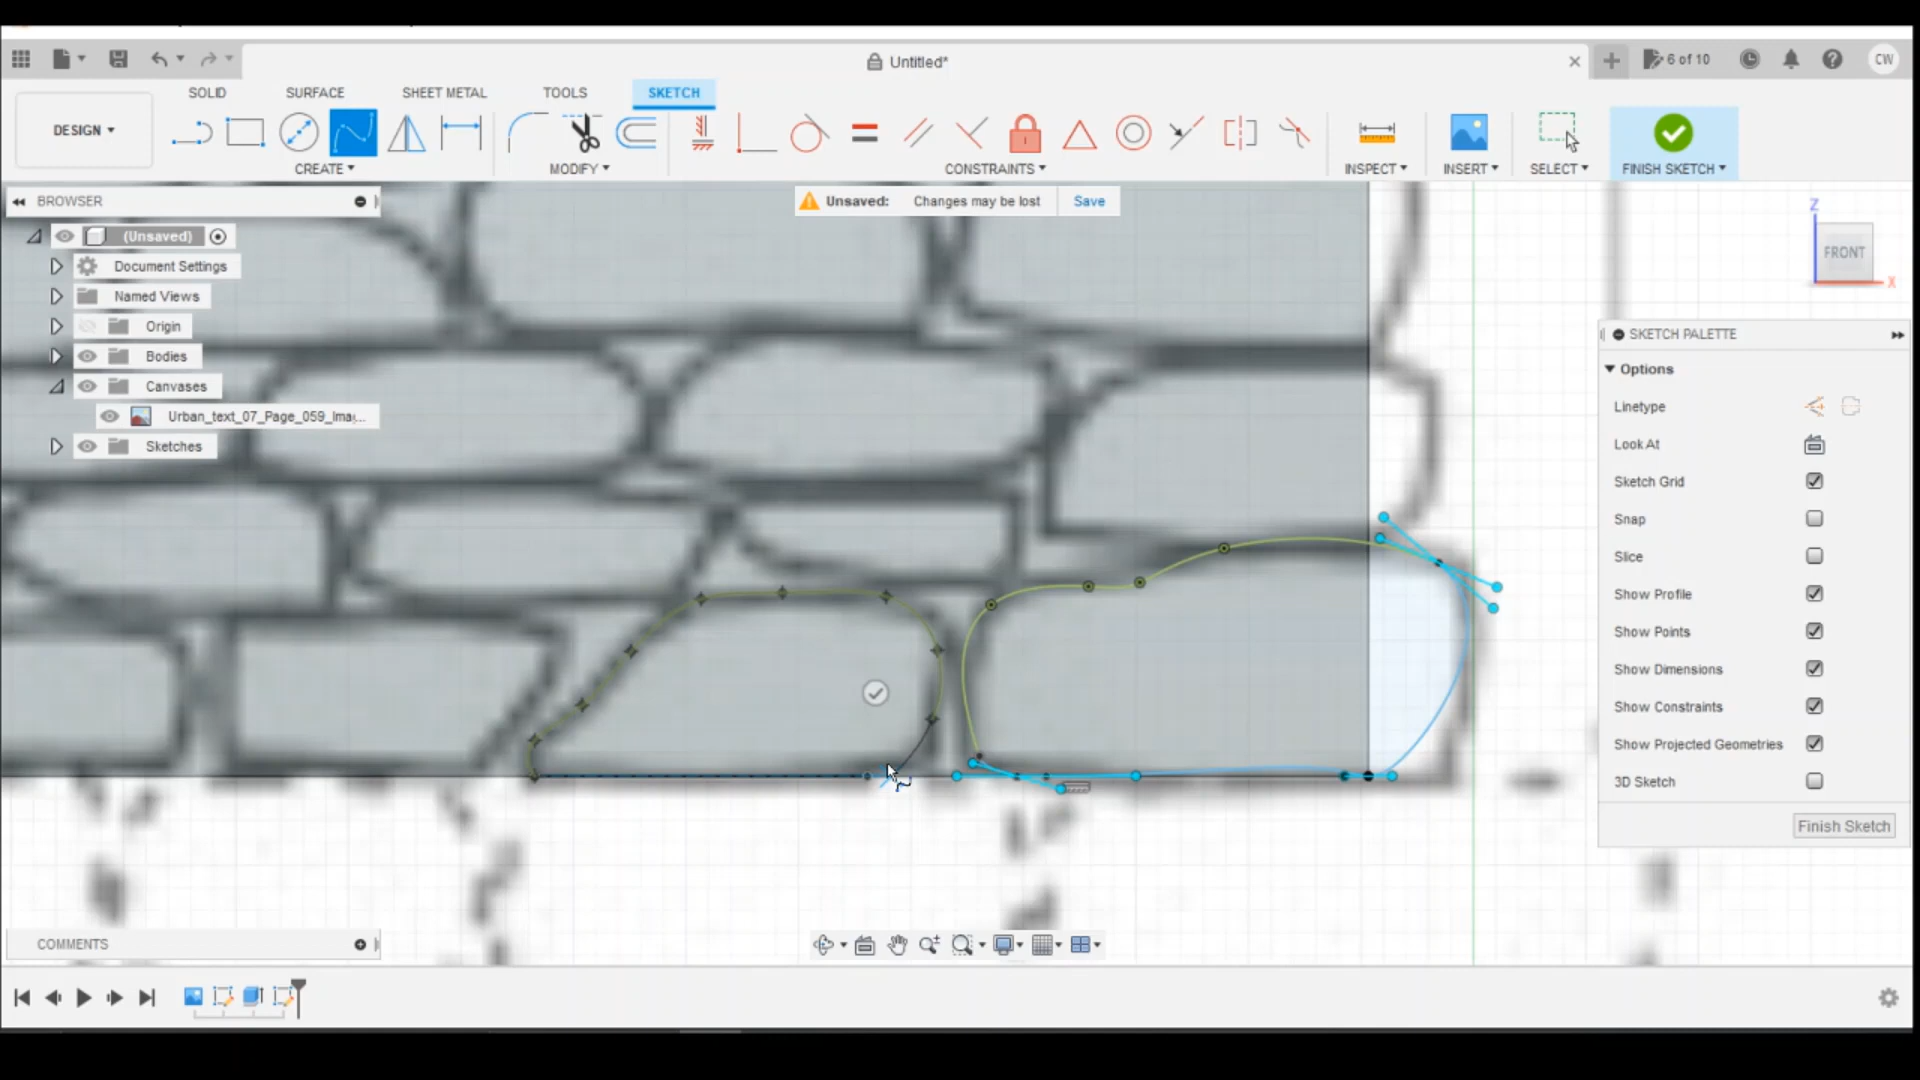 Untitled*
6 of 10
CW
DESIGN
SOLID
SURFACE
SHEET METAL
TOOLS
SKETCH
CREATE
MODIFY
CONSTRAINTS
INSPECT
INSERT
SELECT
FINISH SKETCH
BROWSER
Unsaved: Changes may be lost Save
(Unsaved)
Document Settings
Named Views
Origin
Bodies
Canvases
Urban_text_07_Page_059_Ima...
Sketches
Z
FRONT
X
SKETCH PALETTE
Options
Linetype
Look At
Sketch Grid
Snap
Slice
Show Profile
Show Points
Show Dimensions
Show Constraints
Show Projected Geometries
3D Sketch
Finish Sketch
COMMENTS